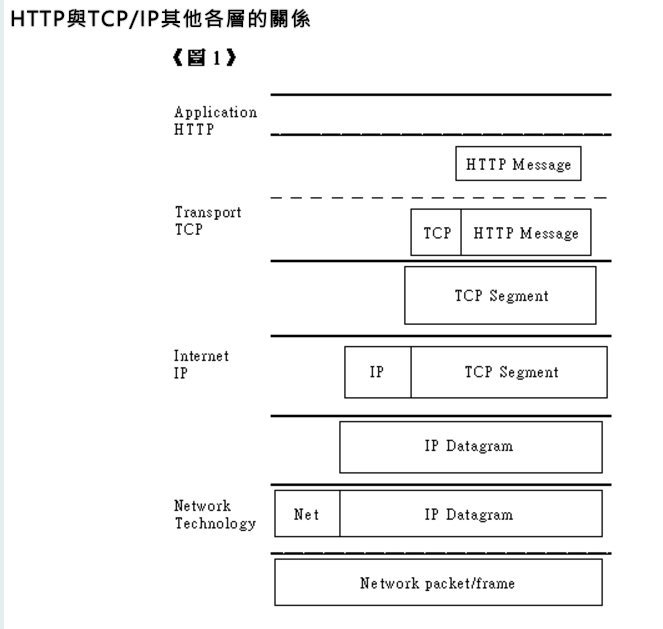 HTTP與TCP/IP其他各層的關係
《圖1》
Application
HTTP
HTTP Message
Transport
TCP
TCP HTTP Message
TCP Segment
Internet
IP
IP TCP Segment
IP Datagram
Network
Technology
Net IP Datagram
Network packet/frame